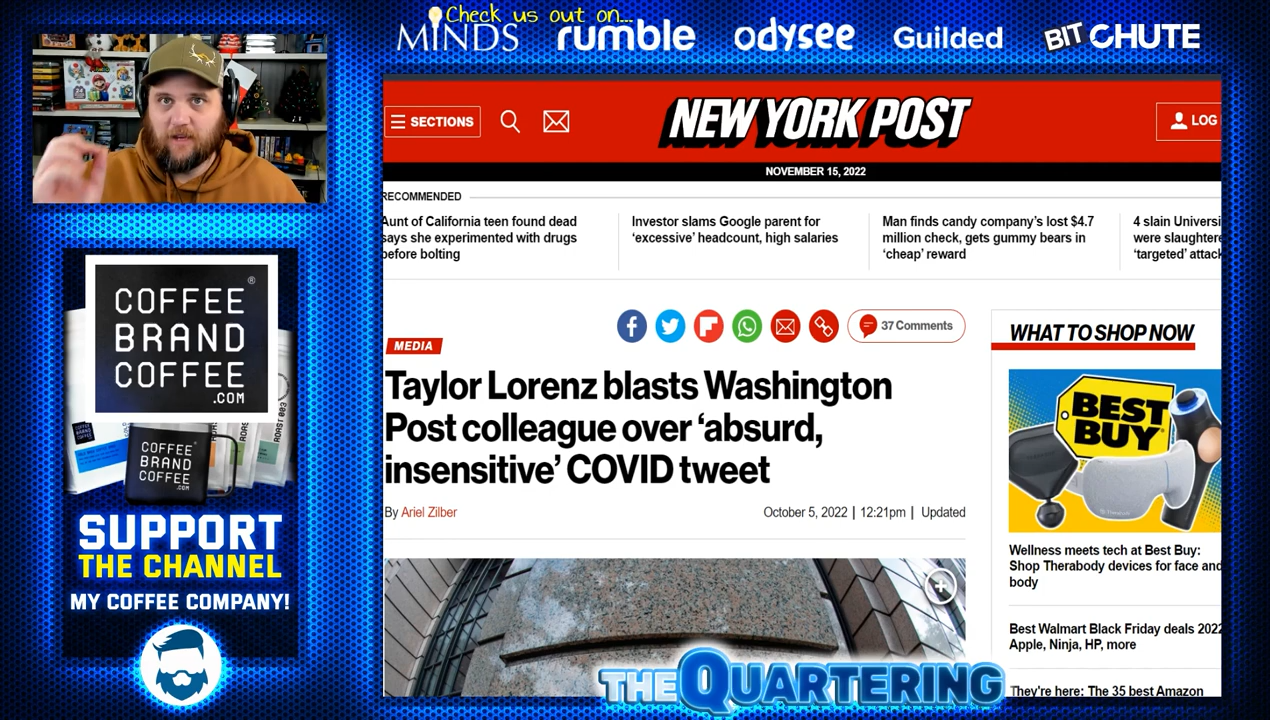 Check us out on...
MINDS
rumble
odysee
Guilded
BIT CHUTE
SECTIONS
NEW YORK POST
LOG
NOVEMBER 15, 2022
RECOMMENDED
Aunt of California teen found dead
says she experimented with drugs
before bolting
Investor slams Google parent for
‘excessive’ headcount, high salaries
Man finds candy company’s lost $4.7
million check, gets gummy bears in
‘cheap’ reward
4 slain Universi
were slaughtere
‘targeted’ attack
37 Comments
MEDIA
Taylor Lorenz blasts Washington
Post colleague over ‘absurd,
insensitive’ COVID tweet
By Ariel Zilber
October 5, 2022 | 12:21pm | Updated
WHAT TO SHOP NOW
BEST
BUY
Wellness meets tech at Best Buy:
Shop Therabody devices for face and
body
Best Walmart Black Friday deals 2022
Apple, Ninja, HP, more
They're here: The 35 best Amazon
COFFEE
BRAND
COFFEE
.COM
COFFEE
BRAND
COFFEE
.COM
SUPPORT
THE CHANNEL
MY COFFEE COMPANY!
THE QUARTERING